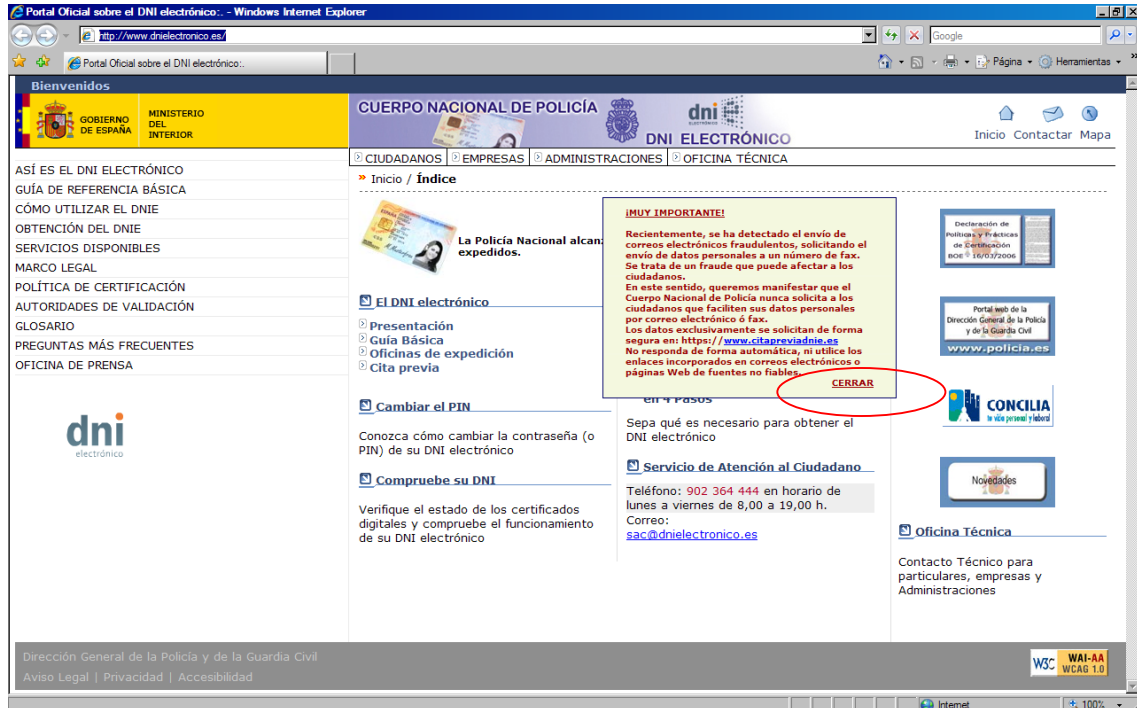 Portal Oficial sobre el DNI electrónico:. - Windows Internet Explorer
http://www.dnielectronico.es/
Google
Portal Oficial sobre el DNI electrónico:.
Página
Herramientas
Bienvenidos
GOBIERNO DE ESPAÑA
MINISTERIO DEL INTERIOR
CUERPO NACIONAL DE POLICÍA
dni
electrónico
DNI ELECTRÓNICO
Inicio Contactar Mapa
CIUDADANOS EMPRESAS ADMINISTRACIONES OFICINA TÉCNICA
» Inicio / Índice
ASÍ ES EL DNI ELECTRÓNICO
GUÍA DE REFERENCIA BÁSICA
CÓMO UTILIZAR EL DNIE
OBTENCIÓN DEL DNIE
SERVICIOS DISPONIBLES
MARCO LEGAL
POLÍTICA DE CERTIFICACIÓN
AUTORIDADES DE VALIDACIÓN
GLOSARIO
PREGUNTAS MÁS FRECUENTES
OFICINA DE PRENSA
dni
electrónico
La Policía Nacional alcan
expedidos.
El DNI electrónico
Presentación
Guía Básica
Oficinas de expedición
Cita previa
Cambiar el PIN
Conozca cómo cambiar la contraseña (o
PIN) de su DNI electrónico
Compruebe su DNI
Verifique el estado de los certificados
digitales y compruebe el funcionamiento
de su DNI electrónico
¡MUY IMPORTANTE!
Recientemente, se ha detectado el envío de
correos electrónicos fraudulentos, solicitando el
envío de datos personales a un número de fax.
Se trata de un fraude que puede afectar a los
ciudadanos.
En este sentido, queremos manifestar que el
Cuerpo Nacional de Policía nunca solicita a los
ciudadanos que faciliten sus datos personales
por correo electrónico ó fax.
Los datos exclusivamente se solicitan de forma
segura en: https://www.citapreviadnie.es
No responda de forma automática, ni utilice los
enlaces incorporados en correos electrónicos o
páginas Web de fuentes no fiables.
CERRAR
en 4 Pasos
Sepa qué es necesario para obtener el
DNI electrónico
Servicio de Atención al Ciudadano
Teléfono: 902 364 444 en horario de
lunes a viernes de 8,00 a 19,00 h.
Correo:
sac@dnielectronico.es
Declaración de
Políticas y Prácticas
de Certificación
BOE 16/03/2006
Portal web de la
Dirección General de la Policía
y de la Guardia Civil
www.policia.es
CONCILIA
tu vida personal y laboral
Novedades
Oficina Técnica
Contacto Técnico para
particulares, empresas y
Administraciones
Dirección General de la Policía y de la Guardia Civil
Aviso Legal | Privacidad | Accesibilidad
W3C WAI-AA
WCAG 1.0
Internet
100%